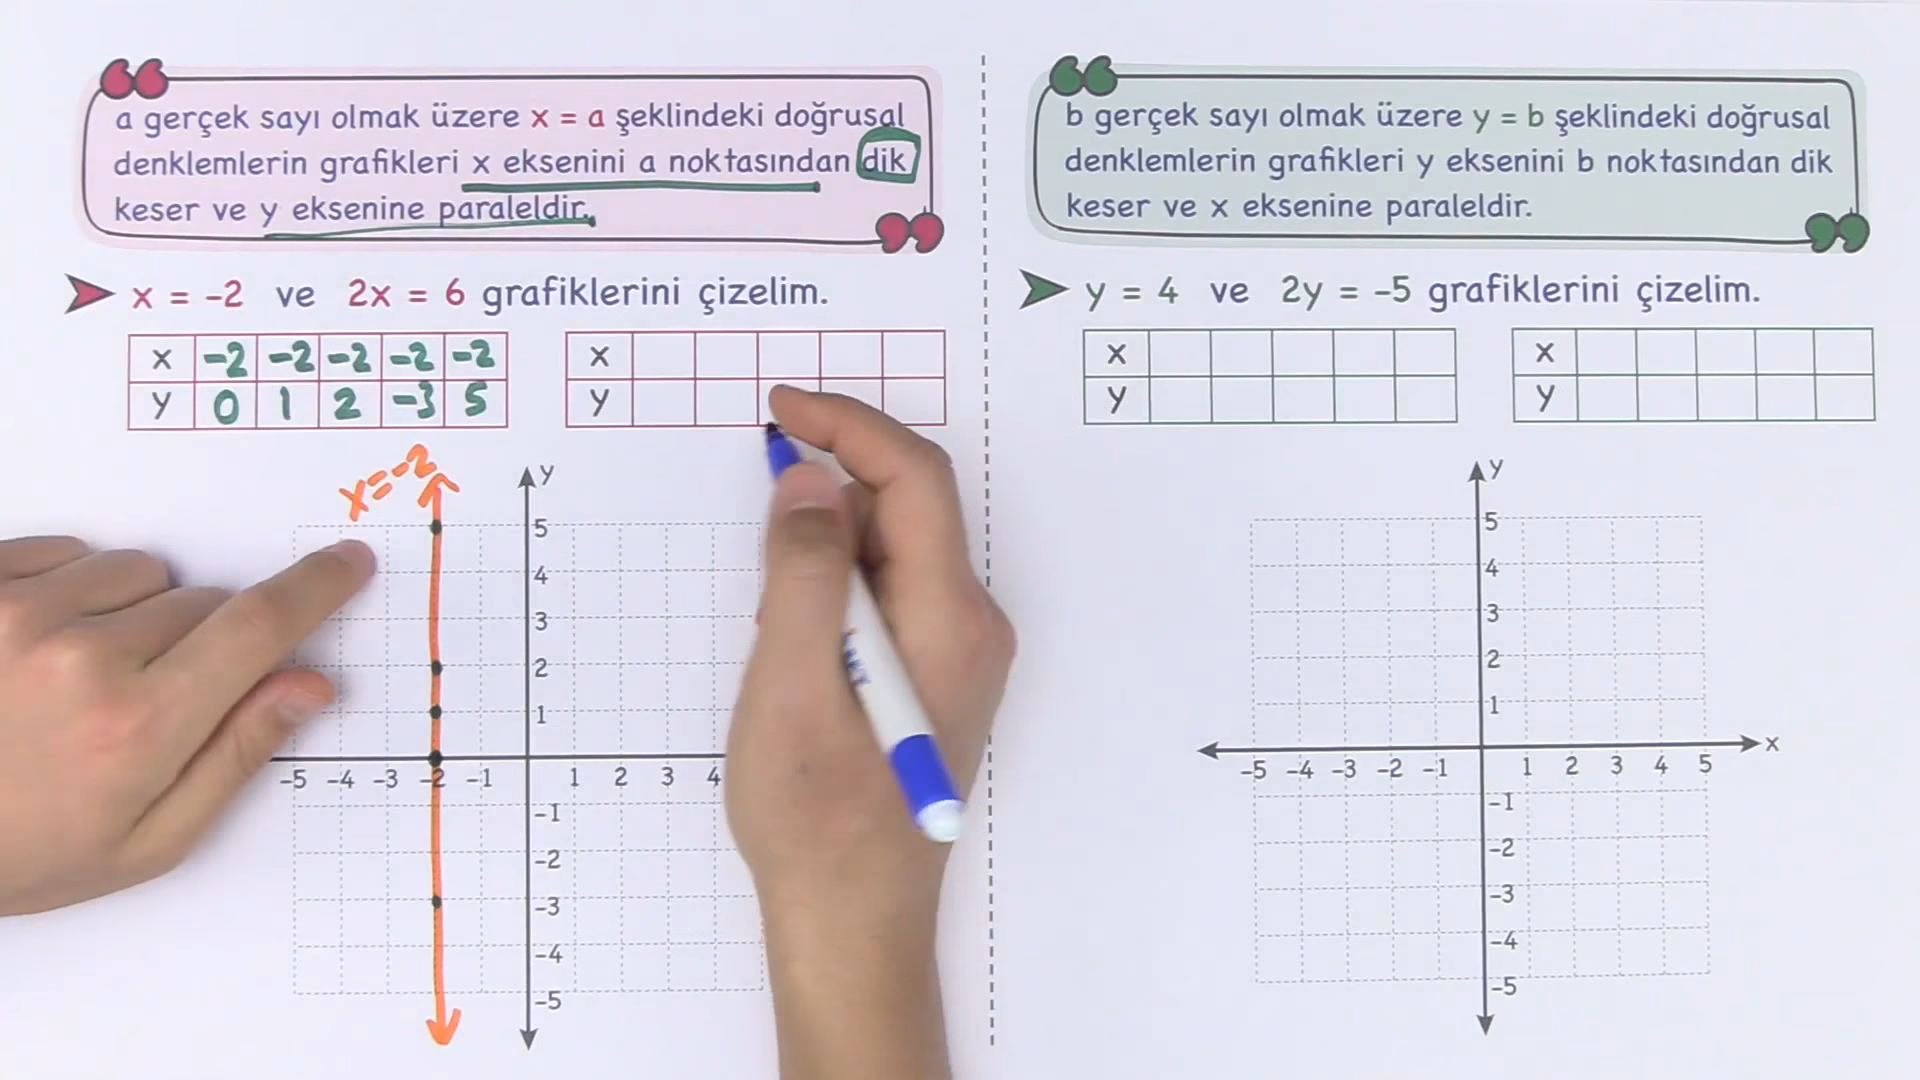 a gerçek sayı olmak üzere x = a şeklindeki doğrusal
denklemlerin grafikleri x eksenini a noktasından dik
keser ve y eksenine paraleldir.
x = -2 ve 2x = 6 grafiklerini çizelim.
x -2 -2 -2 -2 -2
y 0 1 2 -3 5
x
y
x=-2
y
5
4
3
2
1
-5 -4 -3 -2 -1 1 2 3 4
-1
-2
-3
-4
-5
b gerçek sayı olmak üzere y = b şeklindeki doğrusal
denklemlerin grafikleri y eksenini b noktasından dik
keser ve x eksenine paraleldir.
y = 4 ve 2y = -5 grafiklerini çizelim.
x
y
x
y
y
5
4
3
2
1
x
-5 -4 -3 -2 -1 1 2 3 4 5
-1
-2
-3
-4
-5